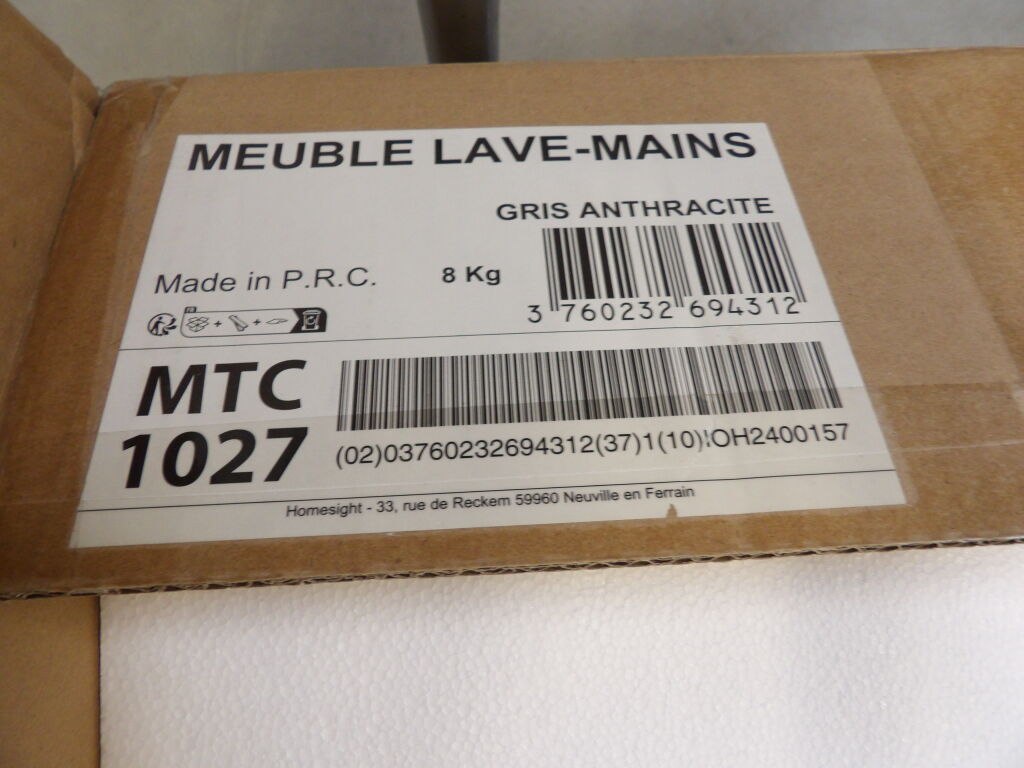 MEUBLE LAVE-MAINS
GRIS ANTHRACITE
Made in P.R.C.
8 Kg
3 760232 694312
FR
MTC
1027
(02)03760232694312(37)1(10)!OH2400157
Homesight - 33, rue de Reckem 59960 Neuville en Ferrain